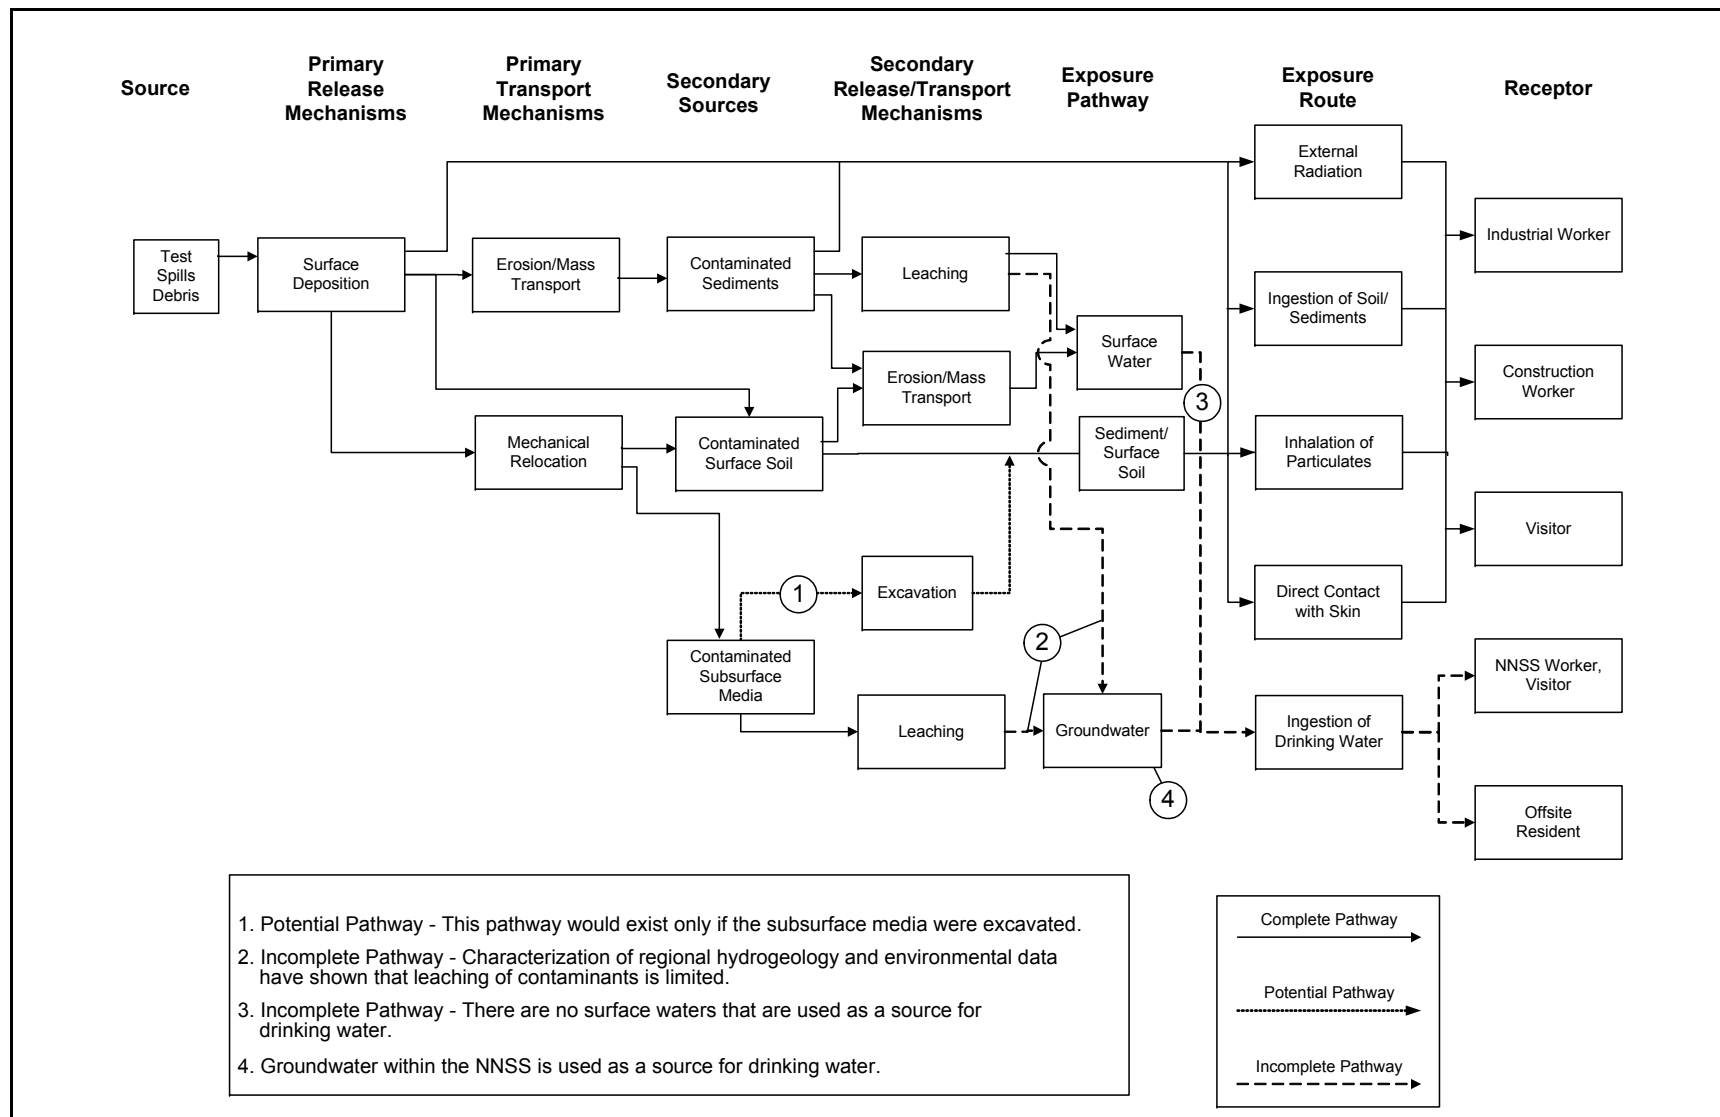 Source
Primary
Release
Mechanisms
Primary
Transport
Mechanisms
Secondary
Sources
Secondary
Release/Transport
Mechanisms
Exposure
Pathway
Exposure
Route
Receptor
Test
Spills
Debris
Surface
Deposition
Erosion/Mass
Transport
Mechanical
Relocation
Contaminated
Sediments
Contaminated
Surface Soil
Contaminated
Subsurface
Media
Leaching
Erosion/Mass
Transport
Excavation
Leaching
Surface
Water
Sediment/
Surface
Soil
Groundwater
External
Radiation
Ingestion of Soil/
Sediments
Inhalation of
Particulates
Direct Contact
with Skin
Ingestion of
Drinking Water
Industrial Worker
Construction
Worker
Visitor
NNSS Worker,
Visitor
Offsite
Resident
1
2
3
4
1. Potential Pathway - This pathway would exist only if the subsurface media were excavated.
2. Incomplete Pathway - Characterization of regional hydrogeology and environmental data
have shown that leaching of contaminants is limited.
3. Incomplete Pathway - There are no surface waters that are used as a source for
drinking water.
4. Groundwater within the NNSS is used as a source for drinking water.
Complete Pathway
Potential Pathway
Incomplete Pathway